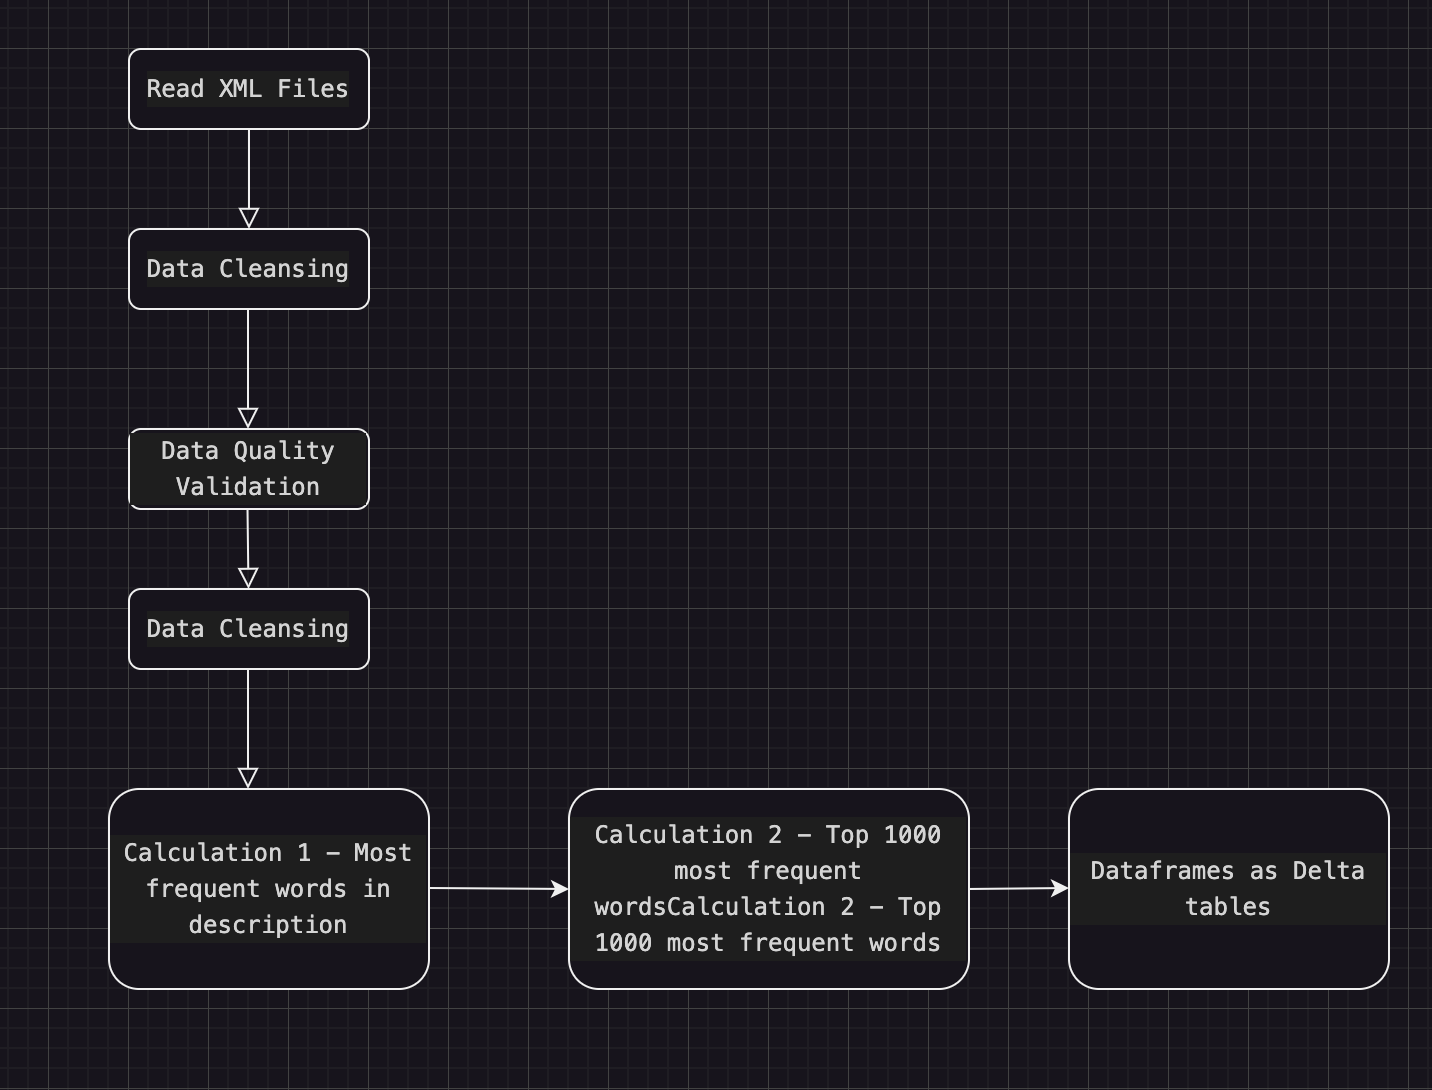 Read XML Files
Data Cleansing
Data Quality
Validation
Data Cleansing
Calculation 1 – Most
frequent words in
description
Calculation 2 – Top 1000
most frequent
wordsCalculation 2 – Top
1000 most frequent words
Dataframes as Delta
tables